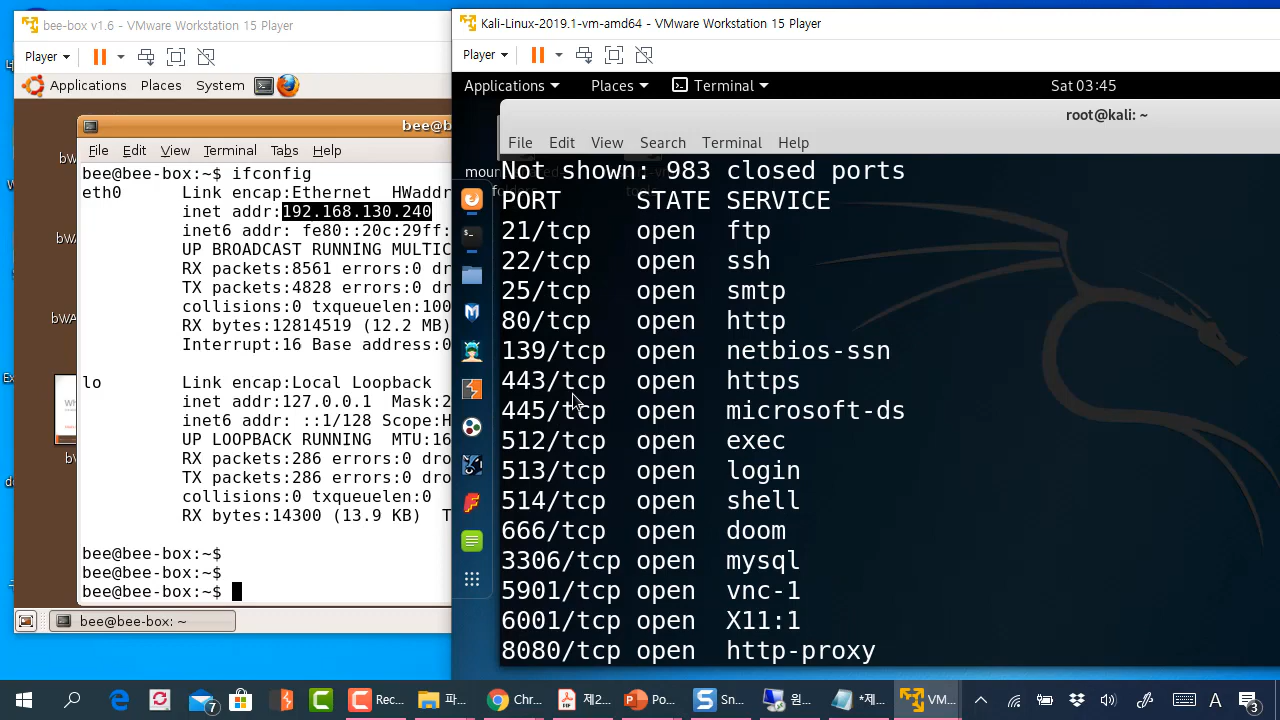 bee-box v1.6 - VMware Workstation 15 Player
Player
Applications Places System
bee@b
File Edit View Terminal Tabs Help
bee@bee-box:~$ ifconfig
eth0 Link encap:Ethernet HWaddr
inet addr:192.168.130.240
inet6 addr: fe80::20c:29ff:
UP BROADCAST RUNNING MULTIC
RX packets:8561 errors:0 dro
TX packets:4828 errors:0 dro
collisions:0 txqueuelen:100
RX bytes:12814519 (12.2 MB)
Interrupt:16 Base address:0
lo Link encap:Local Loopback
inet addr:127.0.0.1 Mask:2
inet6 addr: ::1/128 Scope:H
UP LOOPBACK RUNNING MTU:16
RX packets:286 errors:0 dro
TX packets:286 errors:0 dro
collisions:0 txqueuelen:0
RX bytes:14300 (13.9 KB) T
bee@bee-box:~$
bee@bee-box:~$
bee@bee-box:~$
bee@bee-box: ~
Kali-Linux-2019.1-vm-amd64 - VMware Workstation 15 Player
Player
Applications Places Terminal Sat 03:45
root@kali: ~
File Edit View Search Terminal Help
Not shown: 983 closed ports
PORT STATE SERVICE
21/tcp open ftp
22/tcp open ssh
25/tcp open smtp
80/tcp open http
139/tcp open netbios-ssn
443/tcp open https
445/tcp open microsoft-ds
512/tcp open exec
513/tcp open login
514/tcp open shell
666/tcp open doom
3306/tcp open mysql
5901/tcp open vnc-1
6001/tcp open X11:1
8080/tcp open http-proxy
7 Rec... 파... Chr... 제2... Po... Sn... 원... *제... VM... A 3